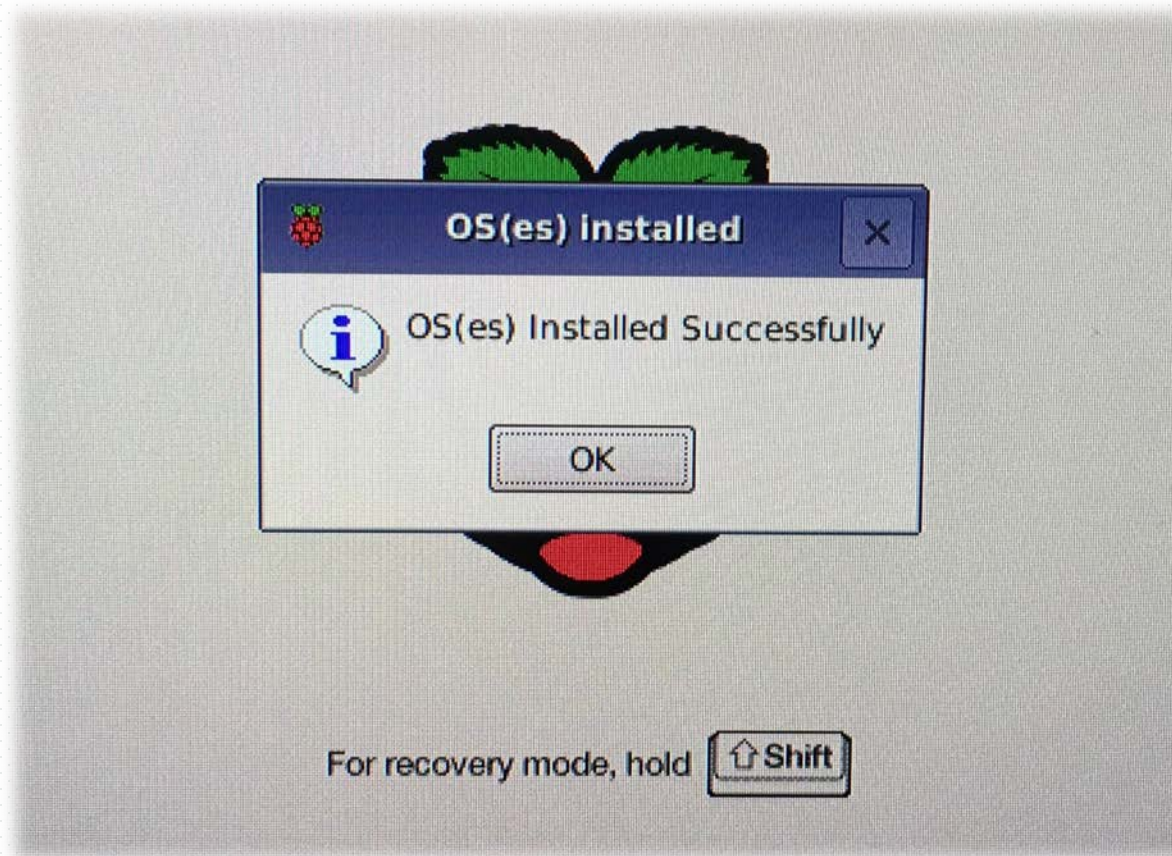 OS(es) installed
OS(es) Installed Successfully
OK
For recovery mode, hold ⇧ Shift